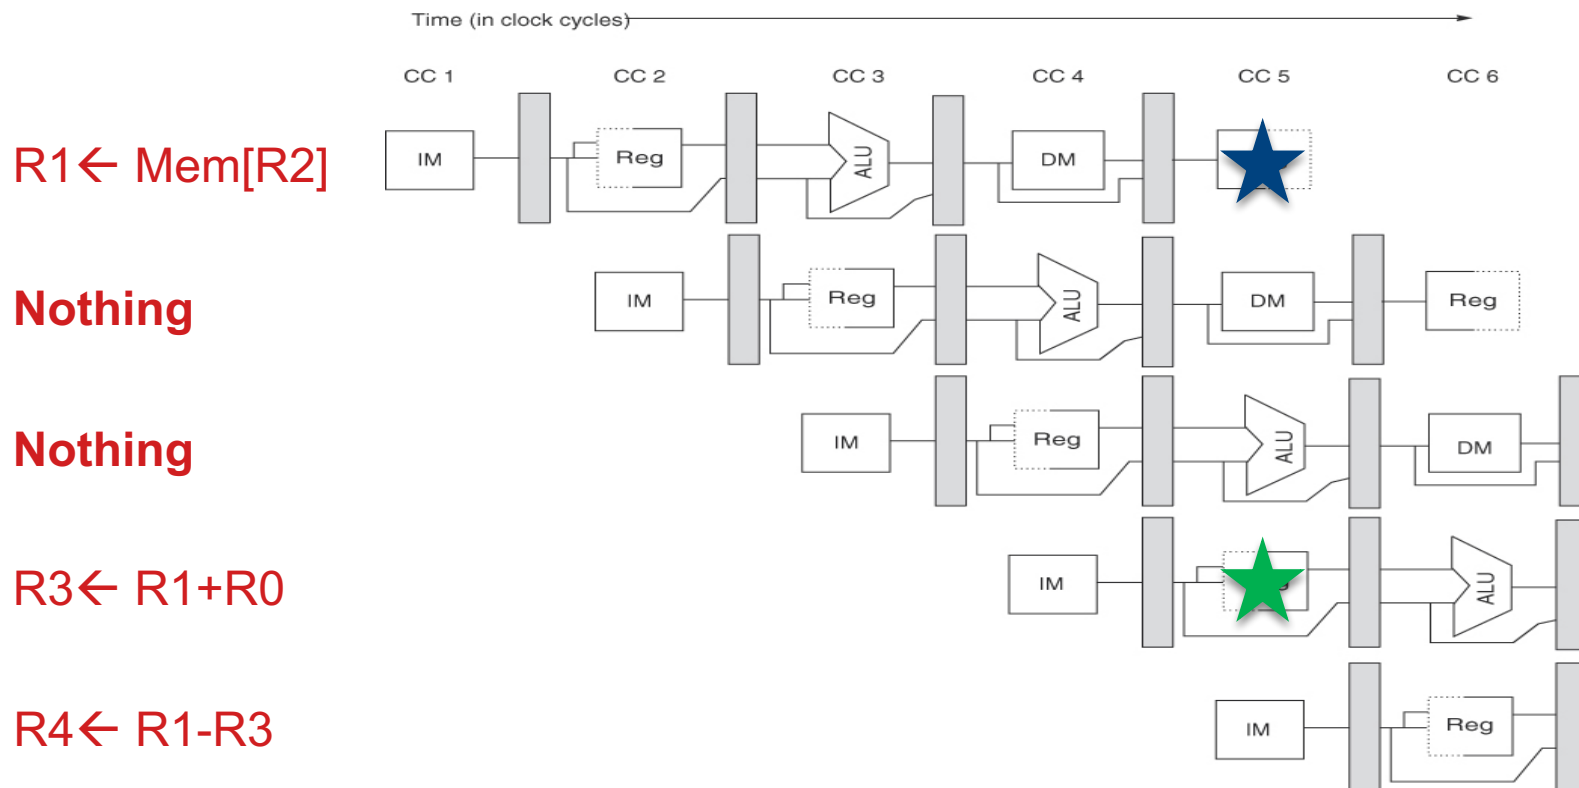 Time (in clock cycles)
CC 1 CC 2 CC 3 CC 4 CC 5 CC 6
R1← Mem[R2] IM Reg ALU DM
Nothing IM Reg ALU DM Reg
Nothing IM Reg ALU DM
R3← R1+R0 IM ALU
R4← R1-R3 IM Reg